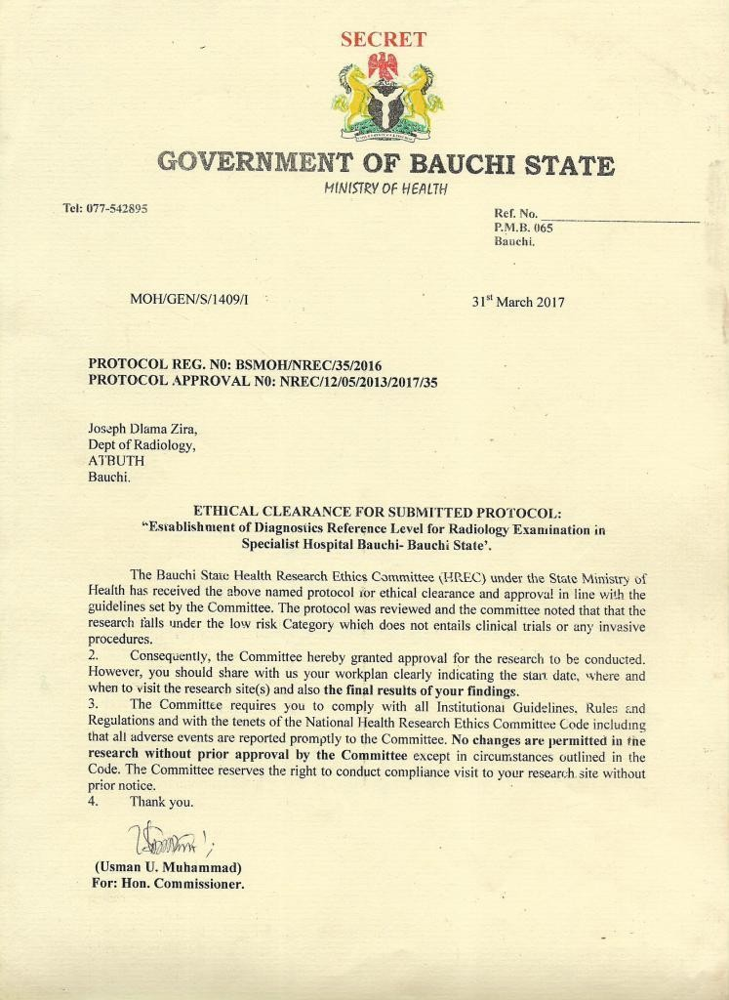 SECRET
GOVERNMENT OF BAUCHI STATE
MINISTRY OF HEALTH
Tel: 077-542895
Ref. No.
P.M.B. 065
Bauchi.
MOH/GEN/S/1409/I
31st March 2017
PROTOCOL REG. N0: BSMOH/NREC/35/2016
PROTOCOL APPROVAL N0: NREC/12/05/2013/2017/35
Joseph Dlama Zira,
Dept of Radiology,
ATBUTH
Bauchi.
ETHICAL CLEARANCE FOR SUBMITTED PROTOCOL:
“Establishment of Diagnostics Reference Level for Radiology Examination in
Specialist Hospital Bauchi- Bauchi State’.
The Bauchi State Health Research Ethics Committee (HREC) under the State Ministry of
Health has received the above named protocol for ethical clearance and approval in line with the
guidelines set by the Committee. The protocol was reviewed and the committee noted that that the
research falls under the low risk Category which does not entails clinical trials or any invasive
procedures.
2. Consequently, the Committee hereby granted approval for the research to be conducted.
However, you should share with us your workplan clearly indicating the start date, where and
when to visit the research site(s) and also the final results of your findings.
3. The Committee requires you to comply with all Institutional Guidelines, Rules and
Regulations and with the tenets of the National Health Research Ethics Committee Code including
that all adverse events are reported promptly to the Committee. No changes are permitted in the
research without prior approval by the Committee except in circumstances outlined in the
Code. The Committee reserves the right to conduct compliance visit to your research site without
prior notice.
4. Thank you.
(Usman U. Muhammad)
For: Hon. Commissioner.